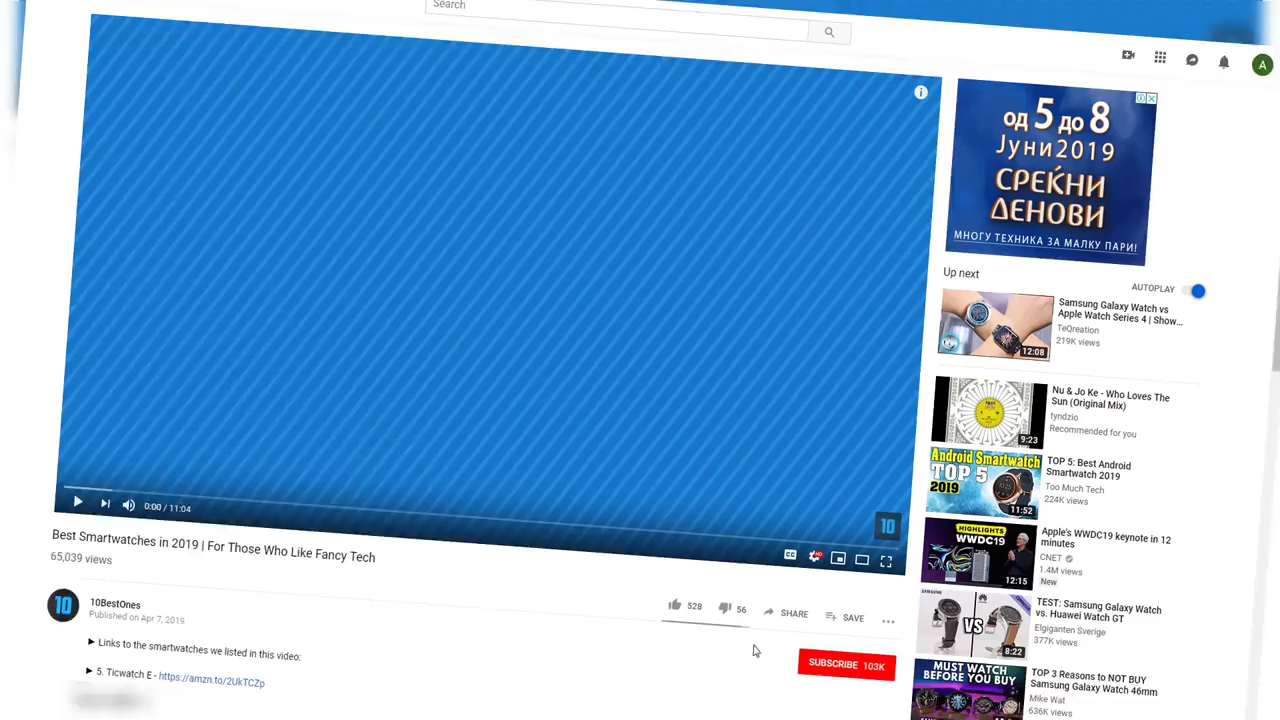 Search
од 5 до 8
Јуни2019
СРЕЌНИ
ДЕНОВИ
МНОГУ ТЕХНИКА ЗА МАЛКУ ПАРИ!
A
Up next
AUTOPLAY
Samsung Galaxy Watch vs
Apple Watch Series 4 | Show...
TeQreation
219K views
12:08
Nu & Jo Ke - Who Loves The
Sun (Original Mix)
tyndzio
Recommended for you
9:23
Android Smartwatch
TOP 5
2019
11:52
TOP 5: Best Android
Smartwatch 2019
Too Much Tech
224K views
HIGHLIGHTS
WWDC19
12:15
Apple's WWDC19 keynote in 12
minutes
CNET
1.4M views
New
SAMSUNG
HUAWEI
VS
8:22
TEST: Samsung Galaxy Watch
vs. Huawei Watch GT
Elgiganten Sverige
377K views
MUST WATCH
BEFORE YOU BUY
TOP 3 Reasons to NOT BUY
Samsung Galaxy Watch 46mm
Mike Wat
636K views
0:00 / 11:04
10
HD
Best Smartwatches in 2019 | For Those Who Like Fancy Tech
65,039 views
528
56
SHARE
SAVE
10
10BestOnes
Published on Apr 7, 2019
SUBSCRIBE 103K
► Links to the smartwatches we listed in this video:
► 5. Ticwatch E - https://amzn.to/2UkTCZp